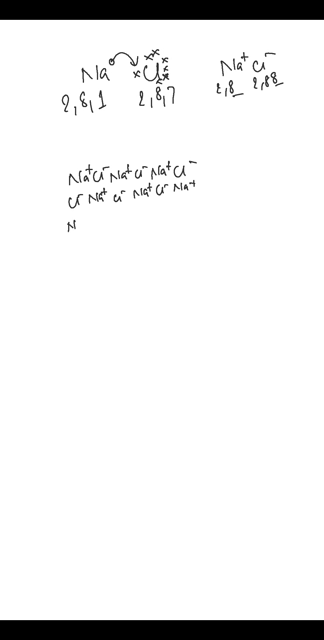 Na Cl
2,8,1 2,8,7
Na⁺ Cl⁻
2,8 2,8 8
Na⁺Cl⁻ Na⁺Cl⁻ Na⁺Cl⁻
Cl⁻ Na⁺ Cl⁻ Na⁺ Cl⁻ Na⁺
N